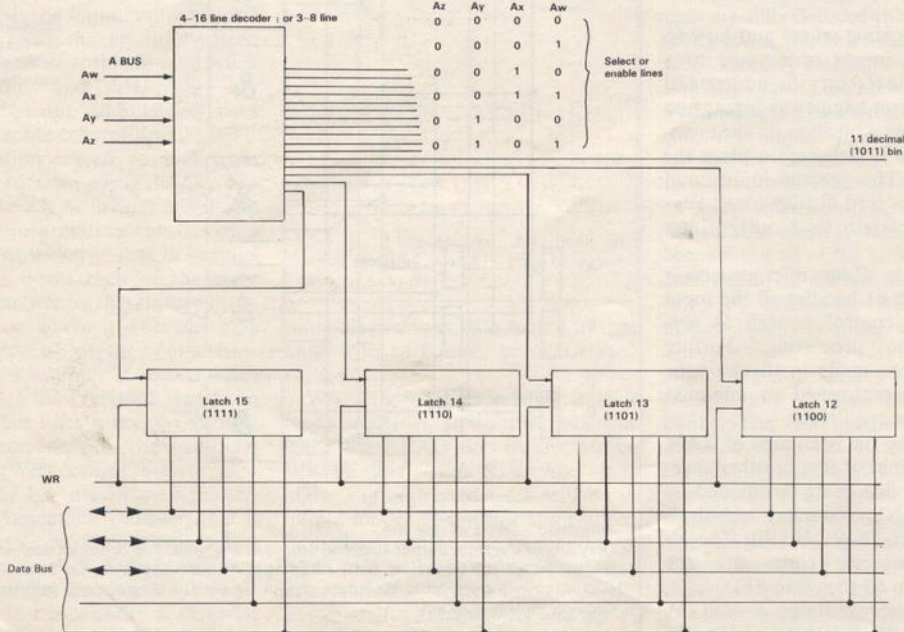 4–16 line decoder ; or 3–8 line
Az Ay Ax Aw
0 0 0 0
0 0 0 1
0 0 1 0
0 0 1 1
0 1 0 0
0 1 0 1
Select or
enable lines
A BUS
Aw
Ax
Ay
Az
11 decimal
(1011) bin
Latch 15
(1111)
Latch 14
(1110)
Latch 13
(1101)
Latch 12
(1100)
WR
Data Bus